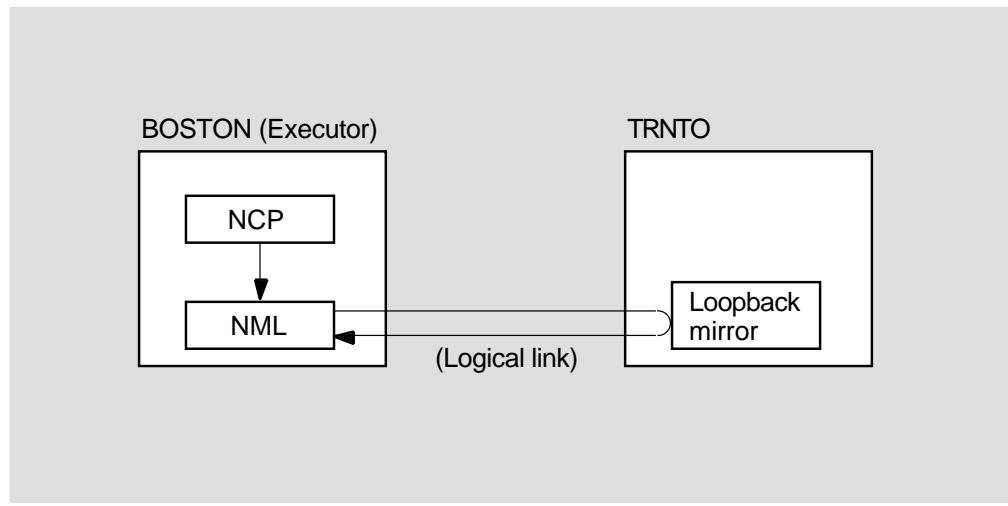 BOSTON (Executor)
TRNTO
NCP
NML
Loopback
mirror
(Logical link)